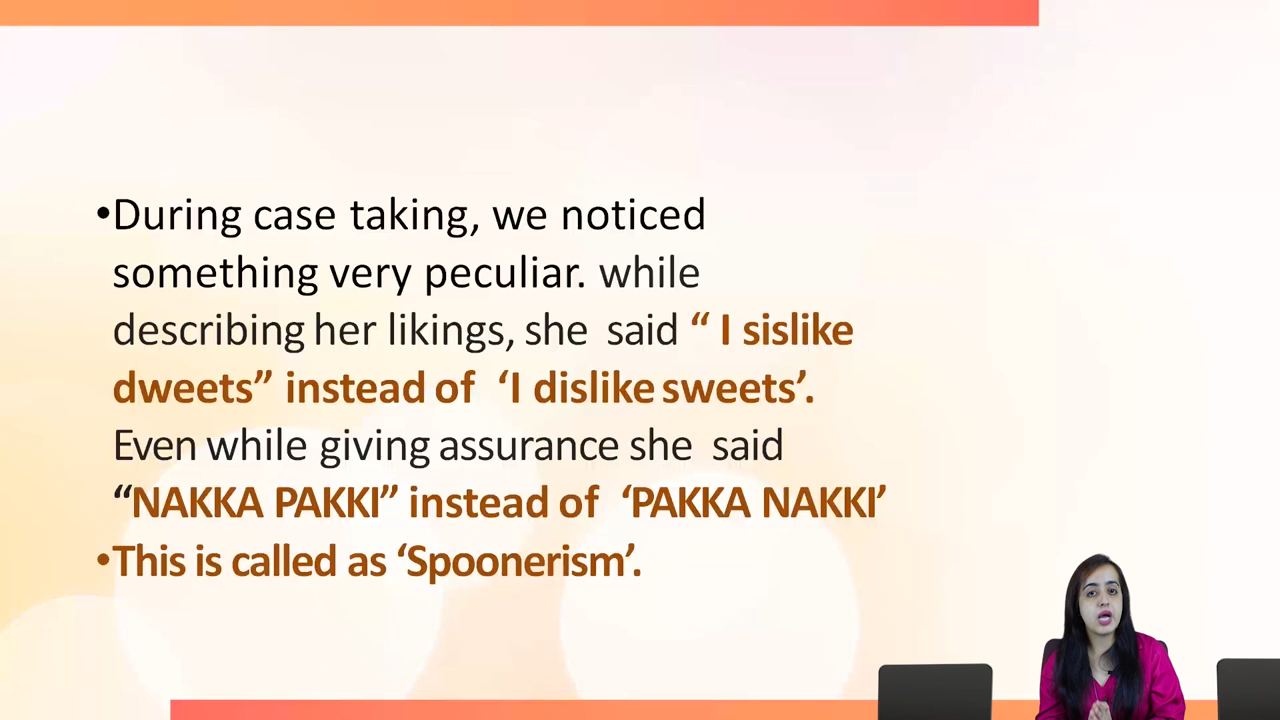 •During case taking, we noticed
something very peculiar. while
describing her likings, she said “ I sislike
dweets” instead of ‘I dislike sweets’.
Even while giving assurance she said
“NAKKA PAKKI” instead of ‘PAKKA NAKKI’
•This is called as ‘Spoonerism’.